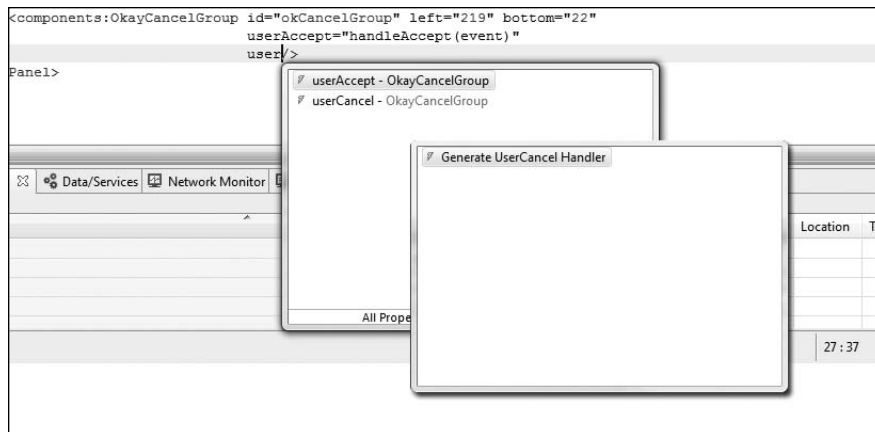 <components:OkayCancelGroup id="okCancelGroup" left="219" bottom="22"
userAccept="handleAccept(event)"
user/>
Panel>
userAccept - OkayCancelGroup
userCancel - OkayCancelGroup
Generate UserCancel Handler
Data/Services Network Monitor
Location T
All Prope
27 : 37